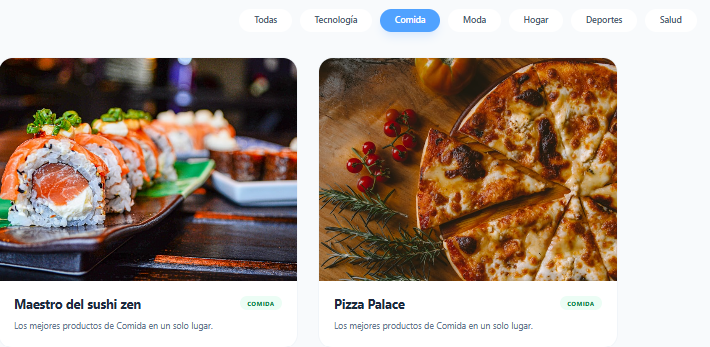 Todas Tecnología Comida Moda Hogar Deportes Salud
Maestro del sushi zen COMIDA
Los mejores productos de Comida en un solo lugar.
Pizza Palace COMIDA
Los mejores productos de Comida en un solo lugar.